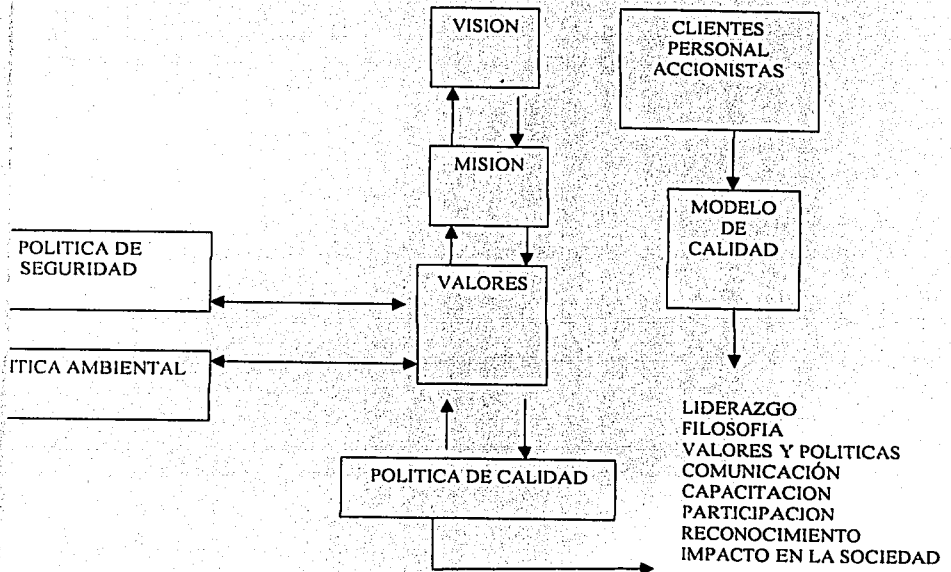 VISION
CLIENTES
PERSONAL
ACCIONISTAS
MISION
MODELO
DE
CALIDAD
POLITICA DE
SEGURIDAD
VALORES
ITICA AMBIENTAL
POLITICA DE CALIDAD
LIDERAZGO
FILOSOFIA
VALORES Y POLITICAS
COMUNICACIÓN
CAPACITACION
PARTICIPACION
RECONOCIMIENTO
IMPACTO EN LA SOCIEDAD